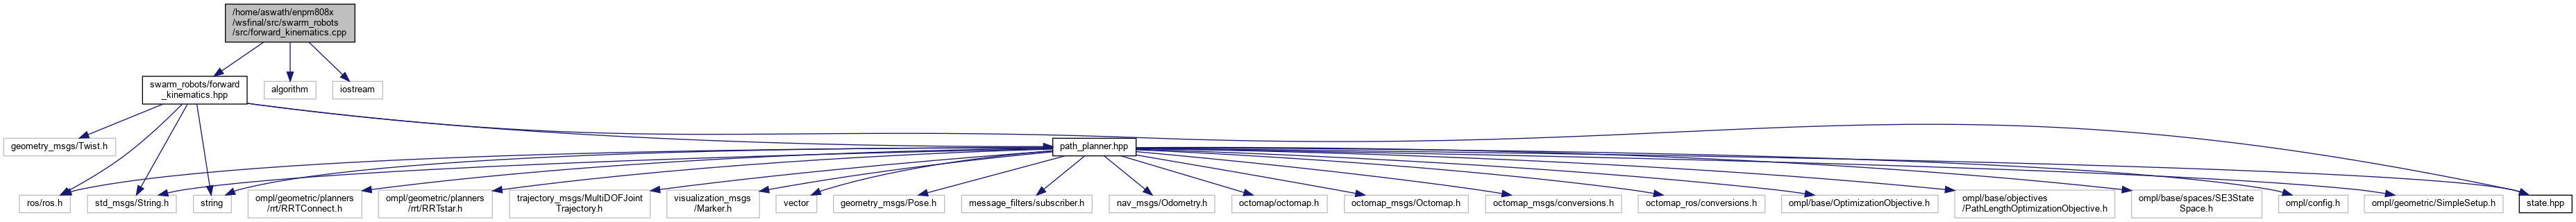 /home/aswath/enpm808x
/wsfinal/src/swarm_robots
/src/forward_kinematics.cpp
swarm_robots/forward
_kinematics.hpp
algorithm
iostream
geometry_msgs/Twist.h
path_planner.hpp
ros/ros.h
std_msgs/String.h
string
ompl/geometric/planners
/rrt/RRTConnect.h
ompl/geometric/planners
/rrt/RRTstar.h
trajectory_msgs/MultiDOFJoint
Trajectory.h
visualization_msgs
/Marker.h
vector
geometry_msgs/Pose.h
message_filters/subscriber.h
nav_msgs/Odometry.h
octomap/octomap.h
octomap_msgs/Octomap.h
octomap_msgs/conversions.h
octomap_ros/conversions.h
ompl/base/OptimizationObjective.h
ompl/base/objectives
/PathLengthOptimizationObjective.h
ompl/base/spaces/SE3State
Space.h
ompl/config.h
ompl/geometric/SimpleSetup.h
state.hpp